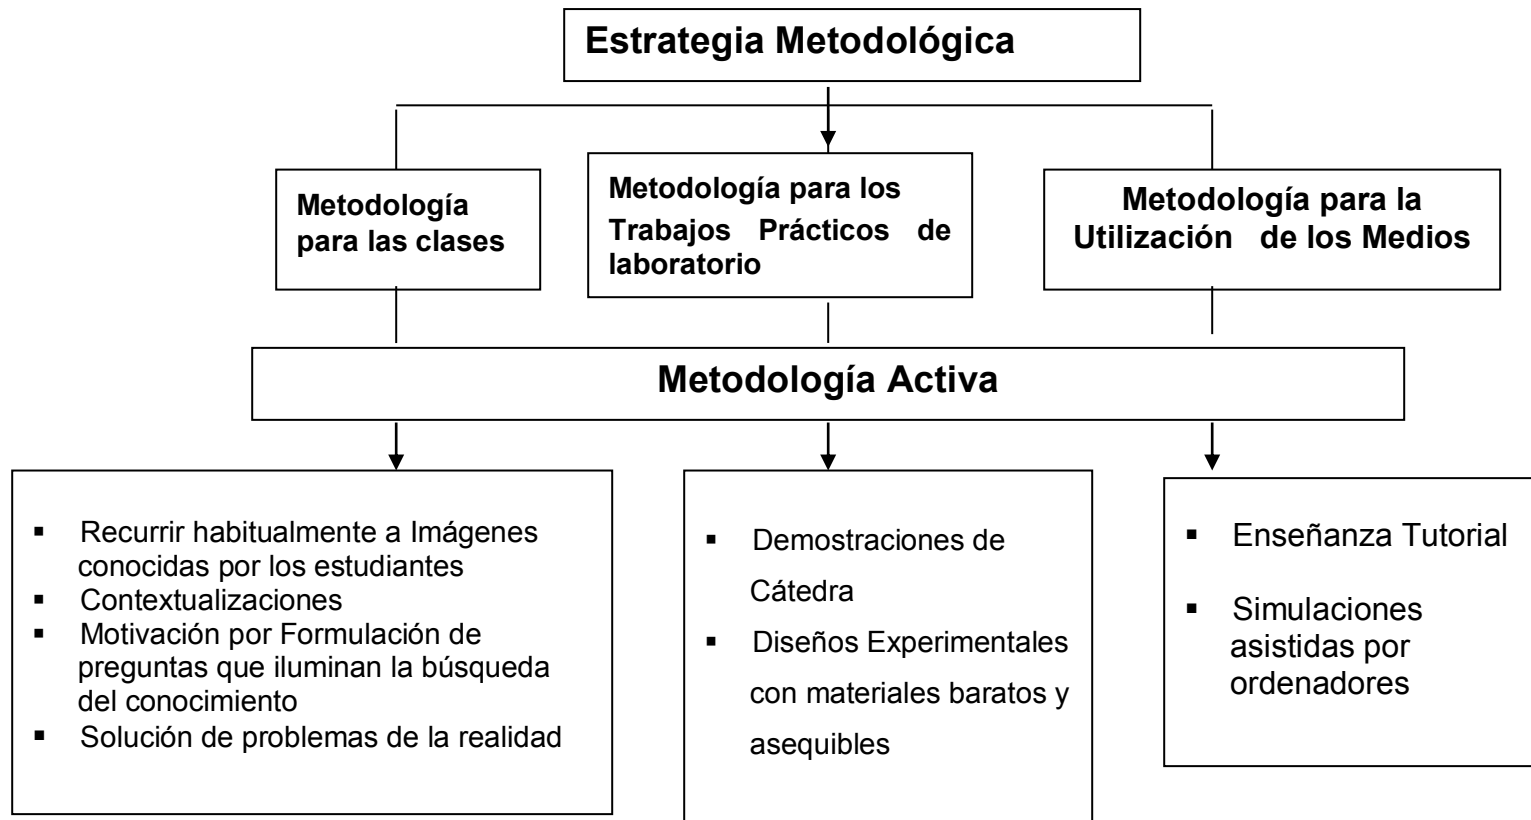 Estrategia Metodológica
Metodología
para las clases
Metodología para los
Trabajos Prácticos de
laboratorio
Metodología para la
Utilización de los Medios
Metodología Activa
▪ Recurrir habitualmente a Imágenes
conocidas por los estudiantes
▪ Contextualizaciones
▪ Motivación por Formulación de
preguntas que iluminan la búsqueda
del conocimiento
▪ Solución de problemas de la realidad
▪ Demostraciones de
Cátedra
▪ Diseños Experimentales
con materiales baratos y
asequibles
▪ Enseñanza Tutorial
▪ Simulaciones
asistidas por
ordenadores